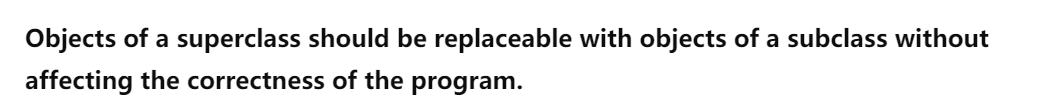 Objects of a superclass should be replaceable with objects of a subclass without
affecting the correctness of the program.